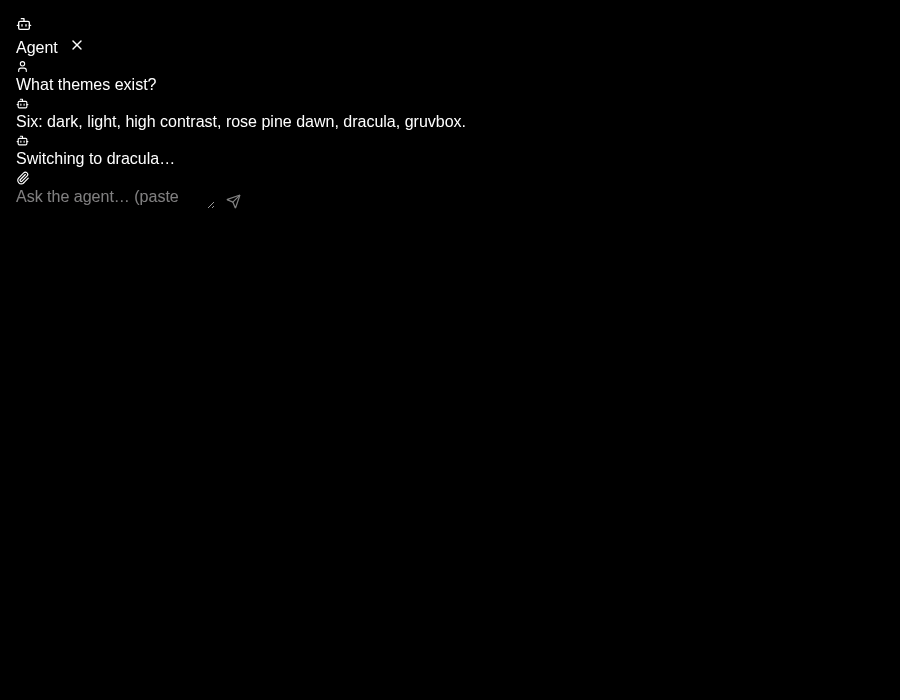 Agent
What themes exist?
Six: dark, light, high contrast, rose pine dawn, dracula, gruvbox.
Switching to dracula…
Ask the agent… (paste